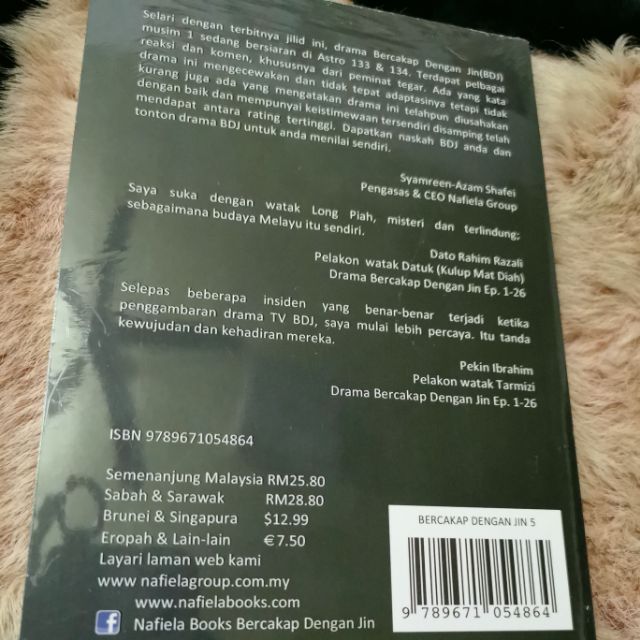 Selari dengan terbitnya jilid ini, drama Bercakap Dengan Jin(BDJ)
musim 1 sedang bersiaran di Astro 133 & 134. Terdapat pelbagai
reaksi dan komen, khususnya dari peminat tegar. Ada yang kata
drama ini mengecewakan dan tidak tepat adaptasinya tetapi tidak
kurang juga ada yang mengatakan drama ini telahpun diusahakan
dengan baik dan mempunyai keistimewaan tersendiri disamping telah
mendapat antara rating tertinggi. Dapatkan naskah BDJ anda dan
tonton drama BDJ untuk anda menilai sendiri.
Syamreen-Azam Shafei
Pengasas & CEO Nafiela Group
Saya suka dengan watak Long Piah, misteri dan terlindung;
sebagaimana budaya Melayu itu sendiri.
Dato Rahim Razali
Pelakon watak Datuk (Kulup Mat Diah)
Drama Bercakap Dengan Jin Ep. 1-26
Selepas beberapa insiden yang benar-benar terjadi ketika
penggambaran drama TV BDJ, saya mulai lebih percaya. Itu tanda
kewujudan dan kehadiran mereka.
Pekin Ibrahim
Pelakon watak Tarmizi
Drama Bercakap Dengan Jin Ep. 1-26
ISBN 9789671054864
Semenanjung Malaysia RM25.80
Sabah & Sarawak RM28.80
Brunei & Singapura $12.99
Eropah & Lain-lain €7.50
Layari laman web kami
www.nafielagroup.com.my
www.nafielabooks.com
f Nafiela Books Bercakap Dengan Jin
BERCAKAP DENGAN JIN 5
9 789671 054864